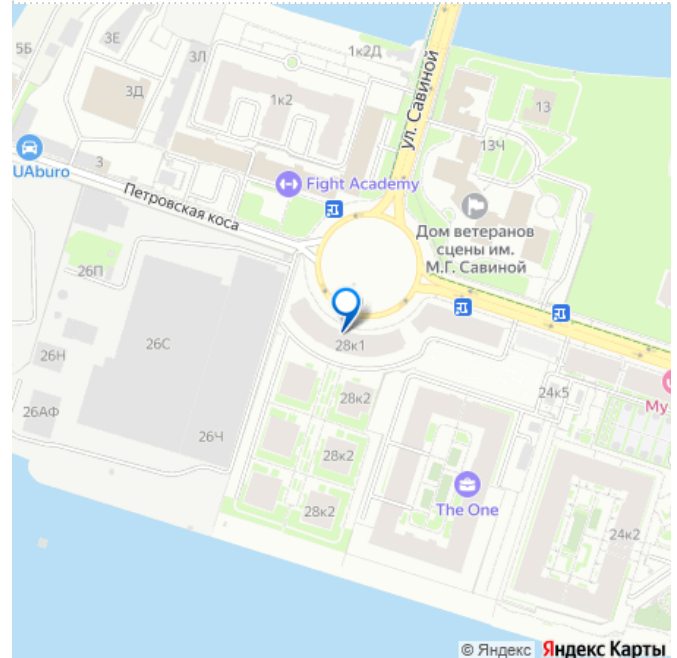 3Е
5Б
3Л
1к2Д
3Д
1к2
ул. Савиной
13
13Ч
3
UAburo
Fight Academy
Петровская коса
Дом ветеранов
сцены им.
М.Г. Савиной
26П
26С
28к1
26Н
28к2
24к5
My
26АФ
26Ч
28к2
The One
28к2
24к2
© Яндекс Яндекс Карты